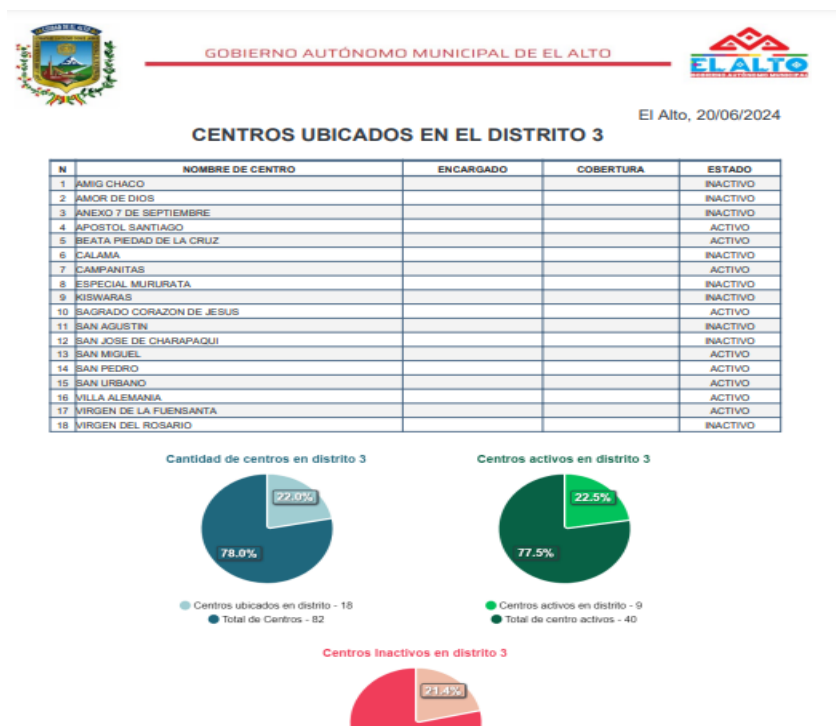 GOBIERNO AUTÓNOMO MUNICIPAL DE EL ALTO
EL ALTO
GOBIERNO AUTÓNOMO MUNICIPAL
El Alto, 20/06/2024
CENTROS UBICADOS EN EL DISTRITO 3
N NOMBRE DE CENTRO ENCARGADO COBERTURA ESTADO
1 AMIG CHACO INACTIVO
2 AMOR DE DIOS INACTIVO
3 ANEXO 7 DE SEPTIEMBRE INACTIVO
4 APOSTOL SANTIAGO ACTIVO
5 BEATA PIEDAD DE LA CRUZ ACTIVO
6 CALAMA INACTIVO
7 CAMPANITAS ACTIVO
8 ESPECIAL MURURATA INACTIVO
9 KISWARAS INACTIVO
10 SAGRADO CORAZON DE JESUS ACTIVO
11 SAN AGUSTIN INACTIVO
12 SAN JOSE DE CHARAPAQUI INACTIVO
13 SAN MIGUEL ACTIVO
14 SAN PEDRO ACTIVO
15 SAN URBANO ACTIVO
16 VILLA ALEMANIA ACTIVO
17 VIRGEN DE LA FUENSANTA ACTIVO
18 VIRGEN DEL ROSARIO INACTIVO
Cantidad de centros en distrito 3
22.0%
78.0%
Centros ubicados en distrito - 18
Total de Centros - 82
Centros activos en distrito 3
22.5%
77.5%
Centros activos en distrito - 9
Total de centro activos - 40
Centros Inactivos en distrito 3
21.4%